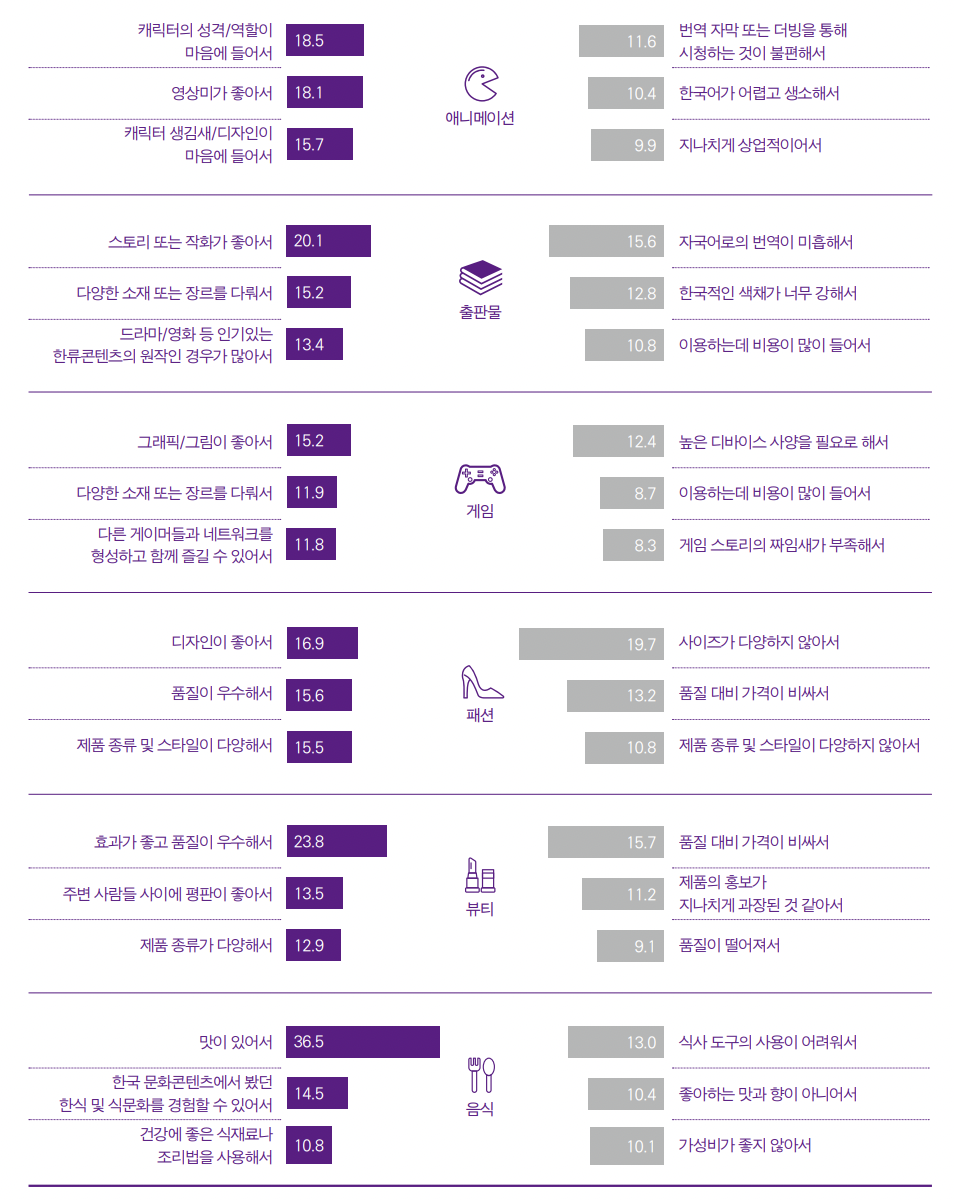 캐릭터의 성격/역할이
마음에 들어서
18.5
11.6
번역 자막 또는 더빙을 통해
시청하는 것이 불편해서
영상미가 좋아서
18.1
10.4
한국어가 어렵고 생소해서
애니메이션
캐릭터 생김새/디자인이
마음에 들어서
15.7
9.9
지나치게 상업적이어서
스토리 또는 작화가 좋아서
20.1
15.6
자국어로의 번역이 미흡해서
다양한 소재 또는 장르를 다뤄서
15.2
12.8
한국적인 색채가 너무 강해서
출판물
드라마/영화 등 인기있는
한류콘텐츠의 원작인 경우가 많아서
13.4
10.8
이용하는데 비용이 많이 들어서
그래픽/그림이 좋아서
15.2
12.4
높은 디바이스 사양을 필요로 해서
다양한 소재 또는 장르를 다뤄서
11.9
8.7
이용하는데 비용이 많이 들어서
게임
다른 게이머들과 네트워크를
형성하고 함께 즐길 수 있어서
11.8
8.3
게임 스토리의 짜임새가 부족해서
디자인이 좋아서
16.9
19.7
사이즈가 다양하지 않아서
품질이 우수해서
15.6
13.2
품질 대비 가격이 비싸서
패션
제품 종류 및 스타일이 다양해서
15.5
10.8
제품 종류 및 스타일이 다양하지 않아서
효과가 좋고 품질이 우수해서
23.8
15.7
품질 대비 가격이 비싸서
주변 사람들 사이에 평판이 좋아서
13.5
11.2
제품의 홍보가
지나치게 과장된 것 같아서
뷰티
제품 종류가 다양해서
12.9
9.1
품질이 떨어져서
맛이 있어서
36.5
13.0
식사 도구의 사용이 어려워서
한국 문화콘텐츠에서 봤던
한식 및 식문화를 경험할 수 있어서
14.5
10.4
좋아하는 맛과 향이 아니어서
음식
건강에 좋은 식재료나
조리법을 사용해서
10.8
10.1
가성비가 좋지 않아서